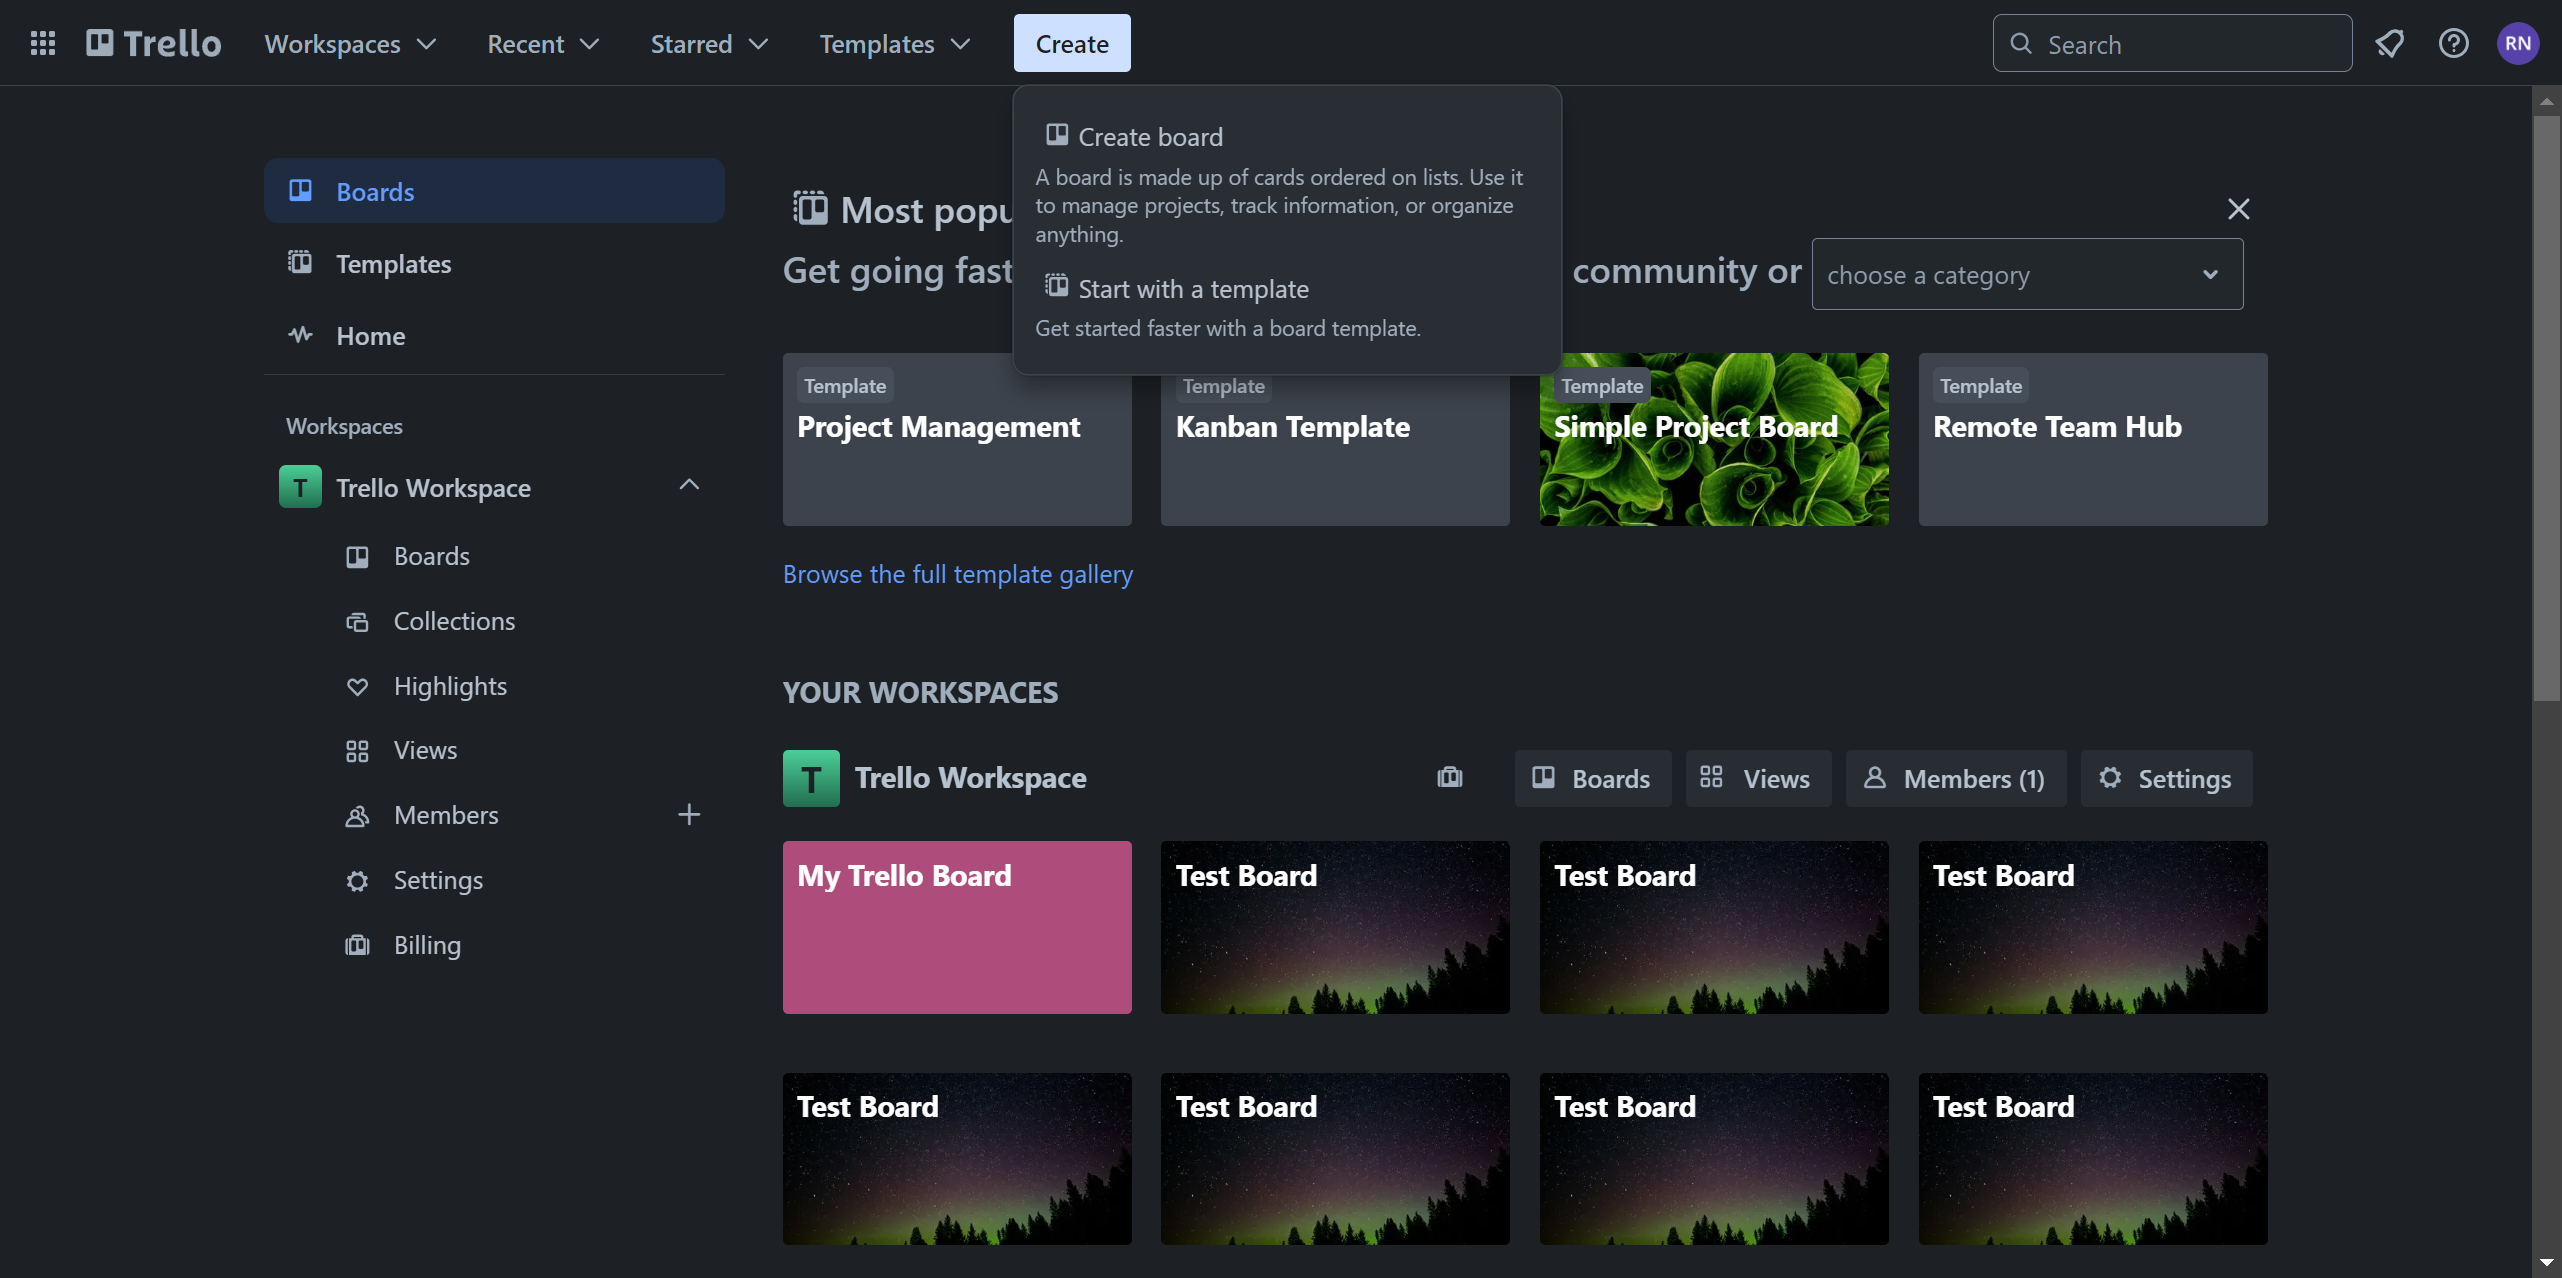 Trello
Workspaces
Recent
Starred
Templates
Create
Search
RN
Create board
A board is made up of cards ordered on lists. Use it
to manage projects, track information, or organize
anything.
Start with a template
Get started faster with a board template.
Boards
Templates
Home
Workspaces
T
Trello Workspace
Boards
Collections
Highlights
Views
Members
Settings
Billing
Most popu
Get going fast
community or
choose a category
Template
Project Management
Template
Kanban Template
Template
Simple Project Board
Template
Remote Team Hub
Browse the full template gallery
YOUR WORKSPACES
T
Trello Workspace
Boards
Views
Members (1)
Settings
My Trello Board
Test Board
Test Board
Test Board
Test Board
Test Board
Test Board
Test Board